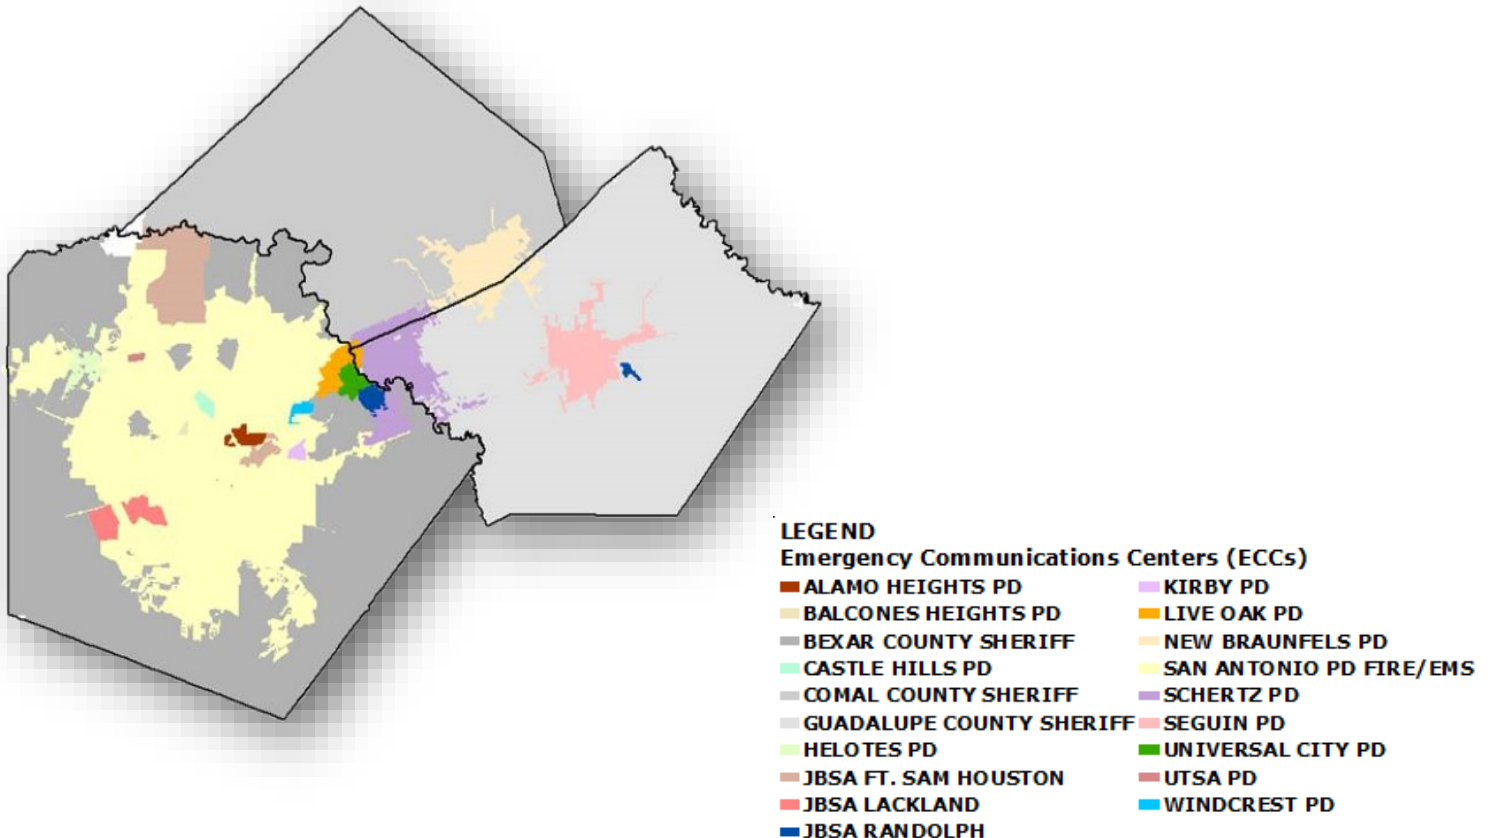 LEGEND
Emergency Communications Centers (ECCs)
ALAMO HEIGHTS PD
BALCONES HEIGHTS PD
BEXAR COUNTY SHERIFF
CASTLE HILLS PD
COMAL COUNTY SHERIFF
GUADALUPE COUNTY SHERIFF
HELOTES PD
JBSA FT. SAM HOUSTON
JBSA LACKLAND
JBSA RANDOLPH
KIRBY PD
LIVE OAK PD
NEW BRAUNFELS PD
SAN ANTONIO PD FIRE/EMS
SCHERTZ PD
SEGUIN PD
UNIVERSAL CITY PD
UTSA PD
WINDCREST PD